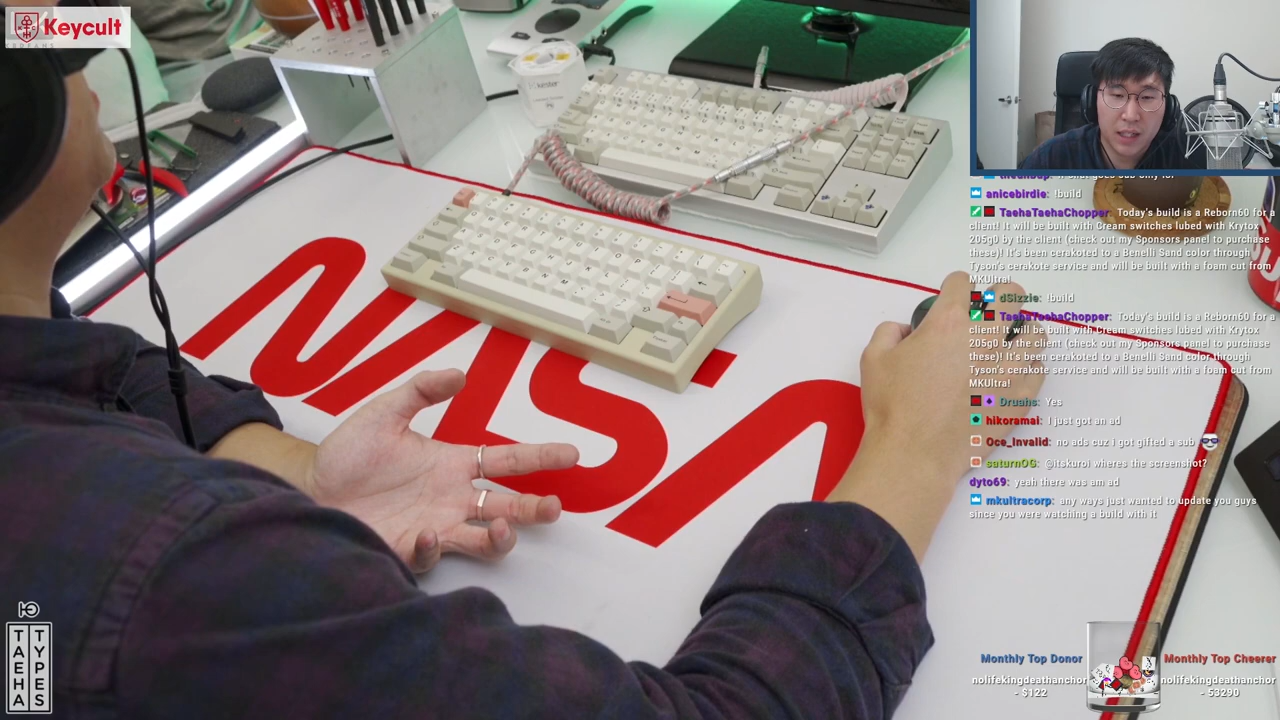 Keycult
NASA
anicebirdie: !build
TaehaTaehaChopper: Today's build is a Reborn60 for a
client! It will be built with Cream switches lubed with Krytox
205g0 by the client (check out my Sponsors panel to purchase
these)! It's been cerakoted to a Benelli Sand color through
Tyson's cerakote service and will be built with a foam cut from
MKUltra!
dSizzle: !build
TaehaTaehaChopper: Today's build is a Reborn60 for a
client! It will be built with Cream switches lubed with Krytox
205g0 by the client (check out my Sponsors panel to purchase
these)! It's been cerakoted to a Benelli Sand color through
Tyson's cerakote service and will be built with a foam cut from
MKUltra!
Druahs: Yes
hikoramai: I just got an ad
Oce_Invalid: no ads cuz i got gifted a sub
saturnOG: @itskuroi wheres the screenshot?
dyto69: yeah there was am ad
mkultracorp: any ways just wanted to update you guys
since you were watching a build with it
TAEHA
TYPES
Monthly Top Donor
nolifekingdeathanchor
- $122
Monthly Top Cheerer
nolifekingdeathanchor
- 53290